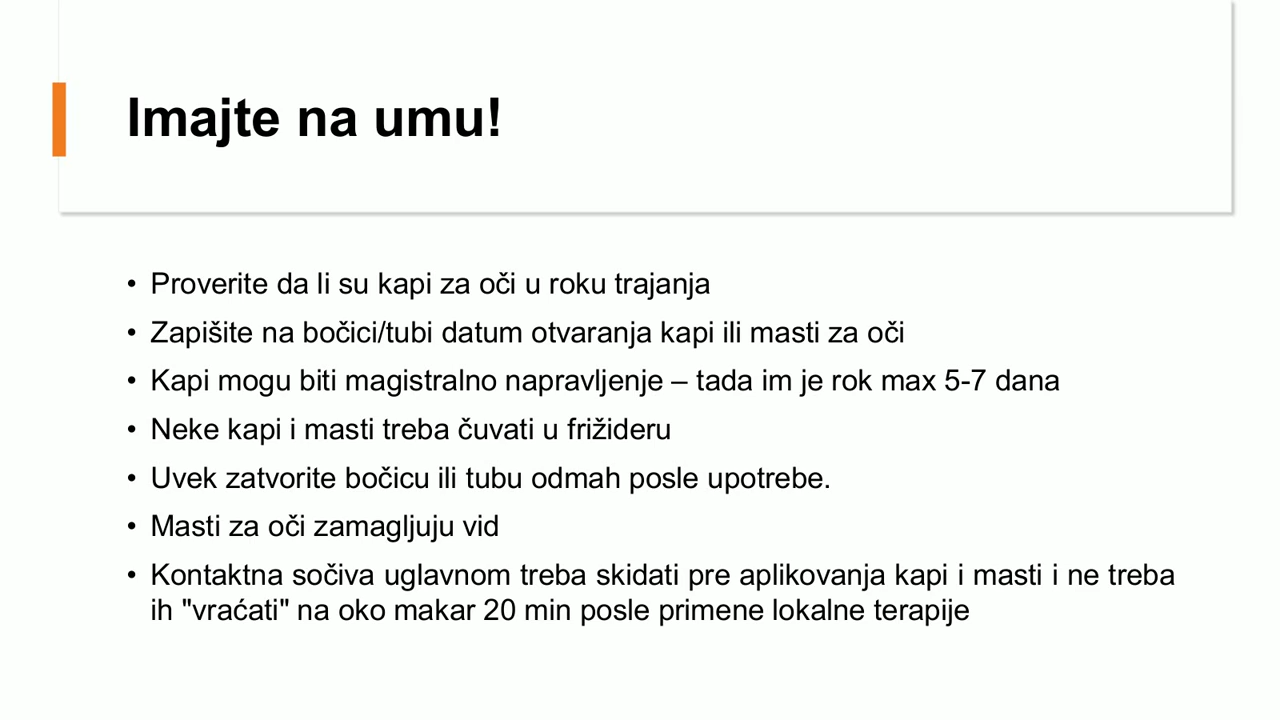 Imajte na umu!
• Proverite da li su kapi za oči u roku trajanja
• Zapišite na bočici/tubi datum otvaranja kapi ili masti za oči
• Kapi mogu biti magistralno napravljenje – tada im je rok max 5-7 dana
• Neke kapi i masti treba čuvati u frižideru
• Uvek zatvorite bočicu ili tubu odmah posle upotrebe.
• Masti za oči zamagljuju vid
• Kontaktna sočiva uglavnom treba skidati pre aplikovanja kapi i masti i ne treba
ih "vraćati" na oko makar 20 min posle primene lokalne terapije